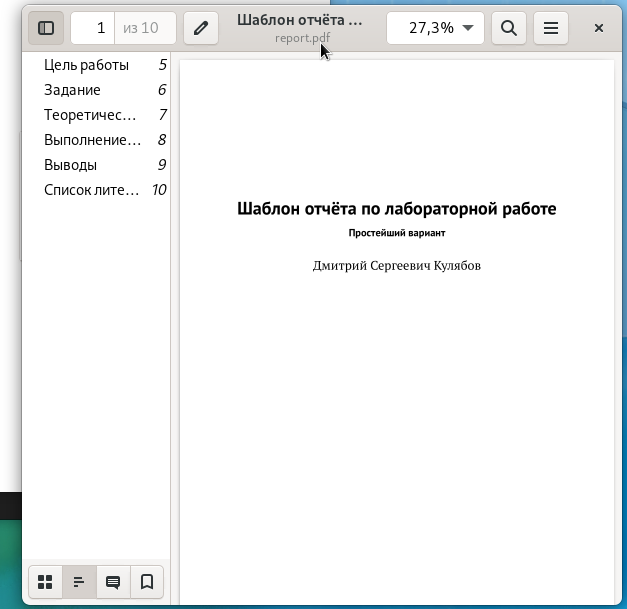 1 из 10
Шаблон отчёта ...
report.pdf
27,3%
Цель работы 5
Задание 6
Теоретичес... 7
Выполнение... 8
Выводы 9
Список лите... 10
Шаблон отчёта по лабораторной работе
Простейший вариант
Дмитрий Сергеевич Кулябов